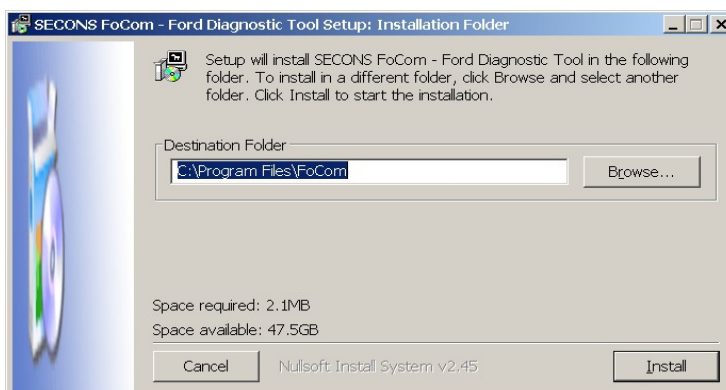 SECONS FoCom - Ford Diagnostic Tool Setup: Installation Folder
Setup will install SECONS FoCom - Ford Diagnostic Tool in the following
folder. To install in a different folder, click Browse and select another
folder. Click Install to start the installation.
Destination Folder
C:\Program Files\FoCom
Browse...
Space required: 2.1MB
Space available: 47.5GB
Cancel
Nullsoft Install System v2.45
Install